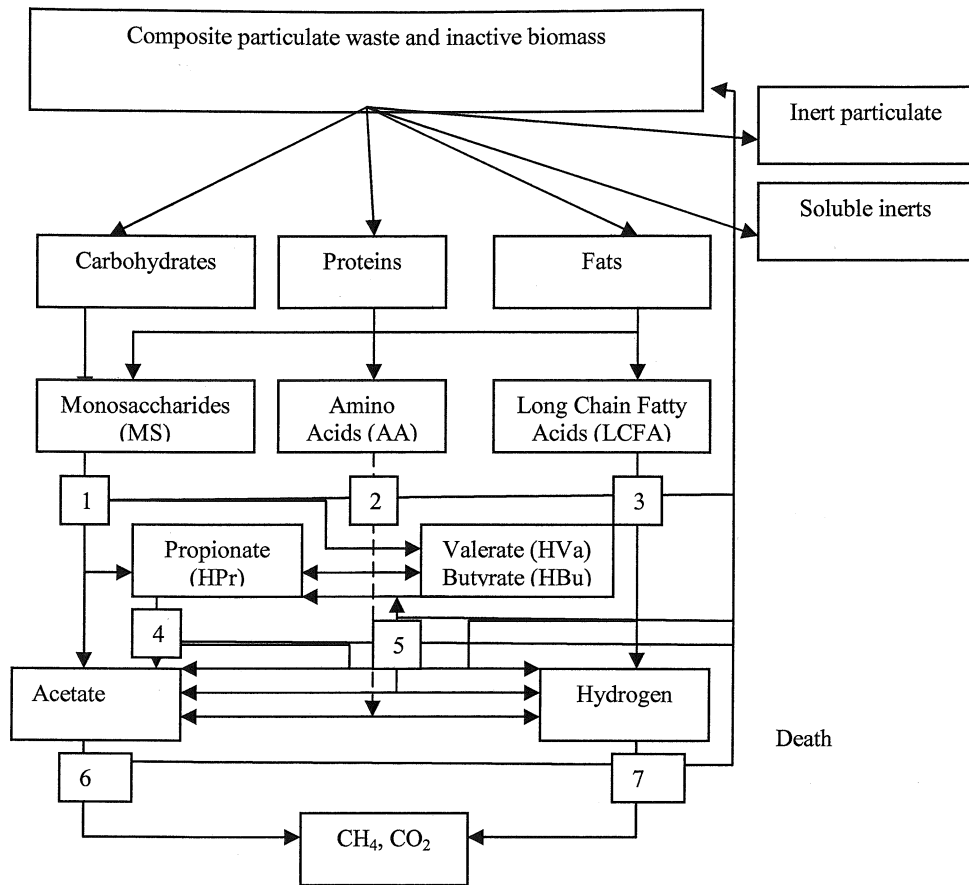 Composite particulate waste and inactive biomass
Inert particulate
Soluble inerts
Carbohydrates
Proteins
Fats
Monosaccharides
(MS)
Amino
Acids (AA)
Long Chain Fatty
Acids (LCFA)
1
2
3
Propionate
(HPr)
Valerate (HVa)
Butyrate (HBu)
4
5
Acetate
Hydrogen
Death
6
7
CH₄, CO₂